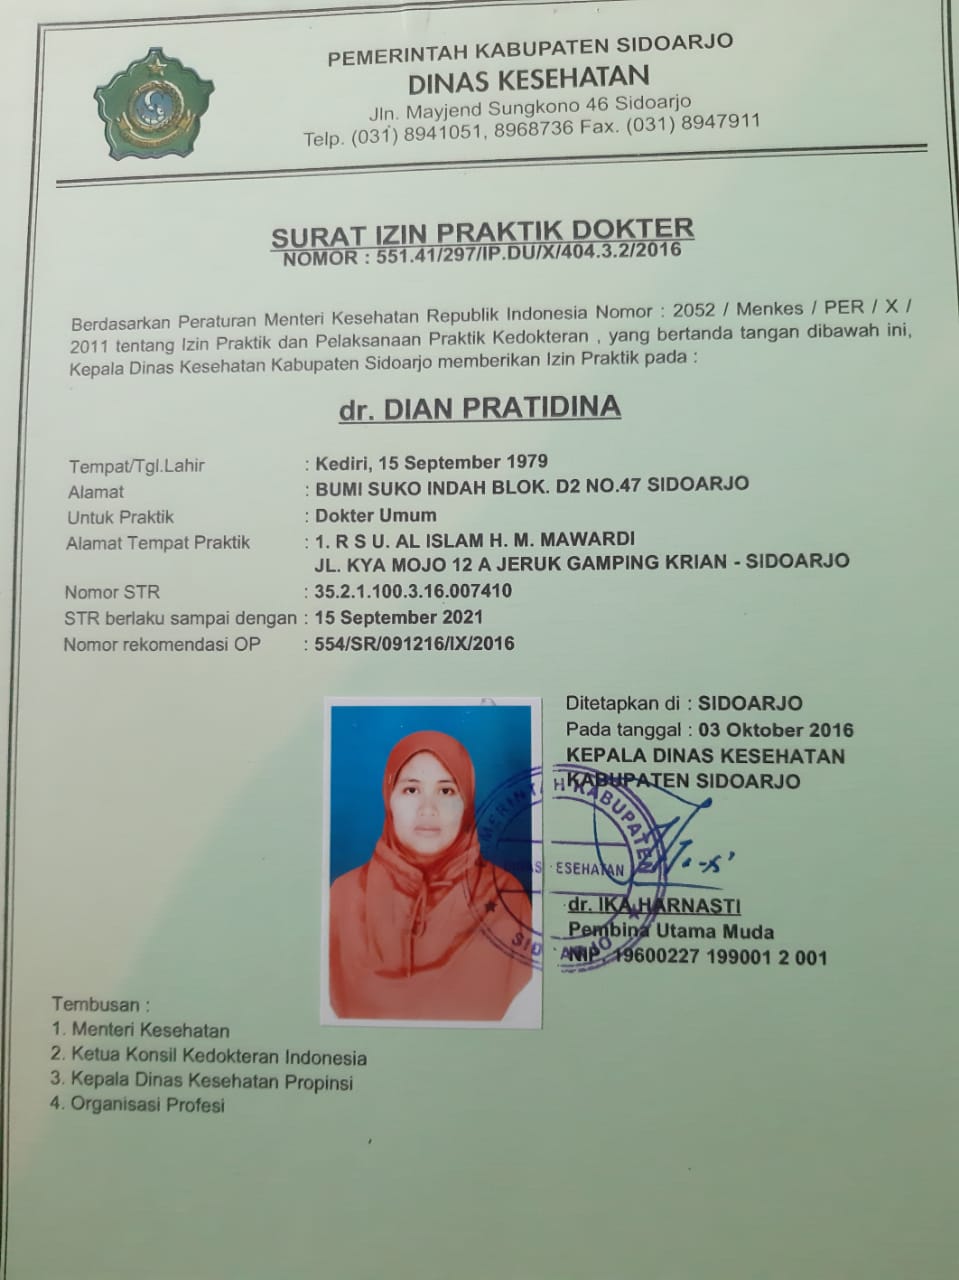 PEMERINTAH KABUPATEN SIDOARJO
DINAS KESEHATAN
Jln. Mayjend Sungkono 46 Sidoarjo
Telp. (031) 8941051, 8968736 Fax. (031) 8947911
SURAT IZIN PRAKTIK DOKTER
NOMOR : 551.41/297/IP.DU/X/404.3.2/2016
Berdasarkan Peraturan Menteri Kesehatan Republik Indonesia Nomor : 2052 / Menkes / PER / X /
2011 tentang Izin Praktik dan Pelaksanaan Praktik Kedokteran , yang bertanda tangan dibawah ini,
Kepala Dinas Kesehatan Kabupaten Sidoarjo memberikan Izin Praktik pada :
dr. DIAN PRATIDINA
Tempat/Tgl.Lahir : Kediri, 15 September 1979
Alamat : BUMI SUKO INDAH BLOK. D2 NO.47 SIDOARJO
Untuk Praktik : Dokter Umum
Alamat Tempat Praktik : 1. R S U. AL ISLAM H. M. MAWARDI
JL. KYA MOJO 12 A JERUK GAMPING KRIAN - SIDOARJO
Nomor STR : 35.2.1.100.3.16.007410
STR berlaku sampai dengan : 15 September 2021
Nomor rekomendasi OP : 554/SR/091216/IX/2016
Ditetapkan di : SIDOARJO
Pada tanggal : 03 Oktober 2016
KEPALA DINAS KESEHATAN
KABUPATEN SIDOARJO
dr. IKA HARNASTI
Pembina Utama Muda
NIP. 19600227 199001 2 001
Tembusan :
1. Menteri Kesehatan
2. Ketua Konsil Kedokteran Indonesia
3. Kepala Dinas Kesehatan Propinsi
4. Organisasi Profesi